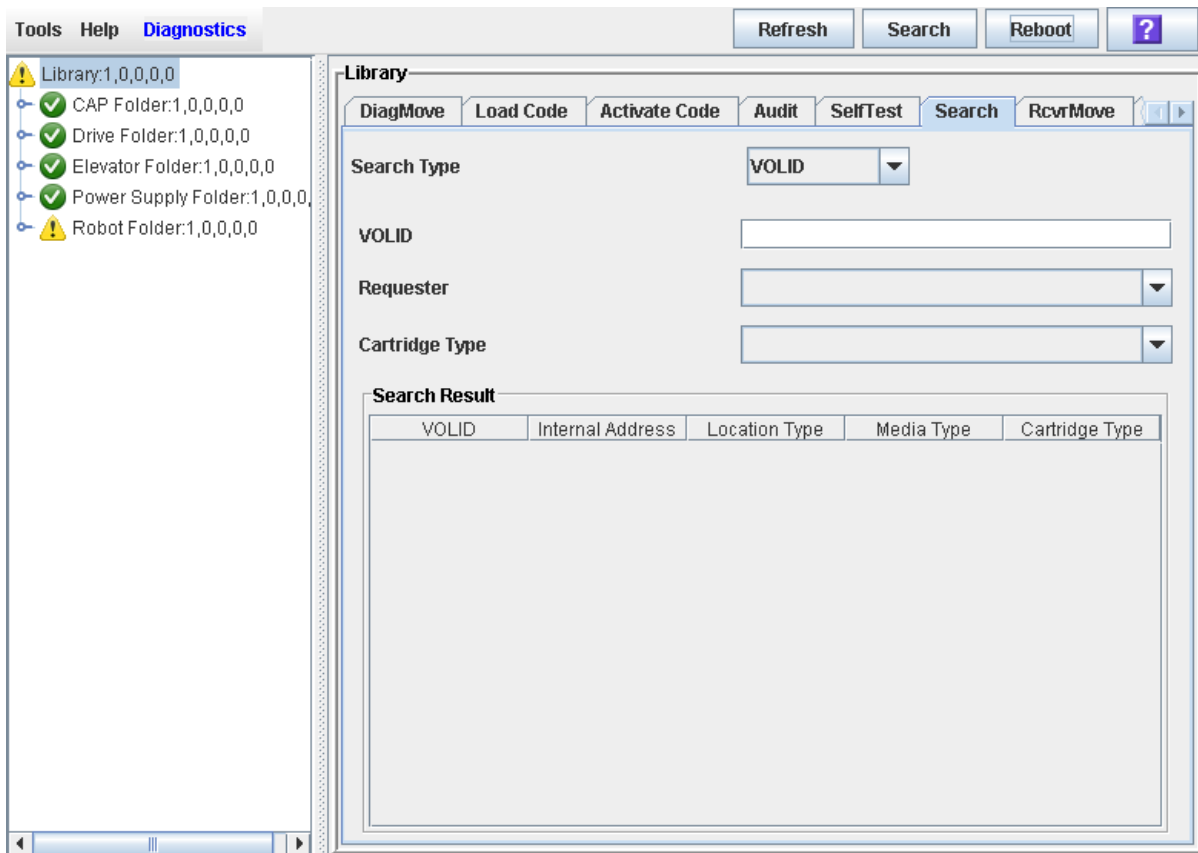 Tools Help Diagnostics Refresh Search Reboot ?
Library:1,0,0,0,0
CAP Folder:1,0,0,0,0
Drive Folder:1,0,0,0,0
Elevator Folder:1,0,0,0,0
Power Supply Folder:1,0,0,0,
Robot Folder:1,0,0,0,0
Library
DiagMove Load Code Activate Code Audit SelfTest Search RcvrMove
Search Type VOLID
VOLID
Requester
Cartridge Type
Search Result
VOLID Internal Address Location Type Media Type Cartridge Type